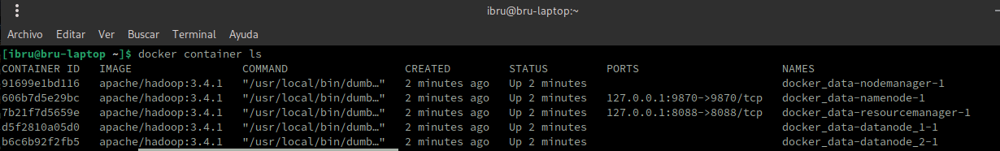 ibru@bru-laptop:~
Archivo Editar Ver Buscar Terminal Ayuda
[ibru@bru-laptop ~]$ docker container ls
CONTAINER ID IMAGE COMMAND CREATED STATUS PORTS NAMES
91699e1bd116 apache/hadoop:3.4.1 "/usr/local/bin/dumb…" 2 minutes ago Up 2 minutes docker_data-nodemanager-1
606b7d5e29bc apache/hadoop:3.4.1 "/usr/local/bin/dumb…" 2 minutes ago Up 2 minutes 127.0.0.1:9870->9870/tcp docker_data-namenode-1
7b21f7d5659e apache/hadoop:3.4.1 "/usr/local/bin/dumb…" 2 minutes ago Up 2 minutes 127.0.0.1:8088->8088/tcp docker_data-resourcemanager-1
d5f2810a05d0 apache/hadoop:3.4.1 "/usr/local/bin/dumb…" 2 minutes ago Up 2 minutes docker_data-datanode_1-1
b6c6b92f2fb5 apache/hadoop:3.4.1 "/usr/local/bin/dumb…" 2 minutes ago Up 2 minutes docker_data-datanode_2-1